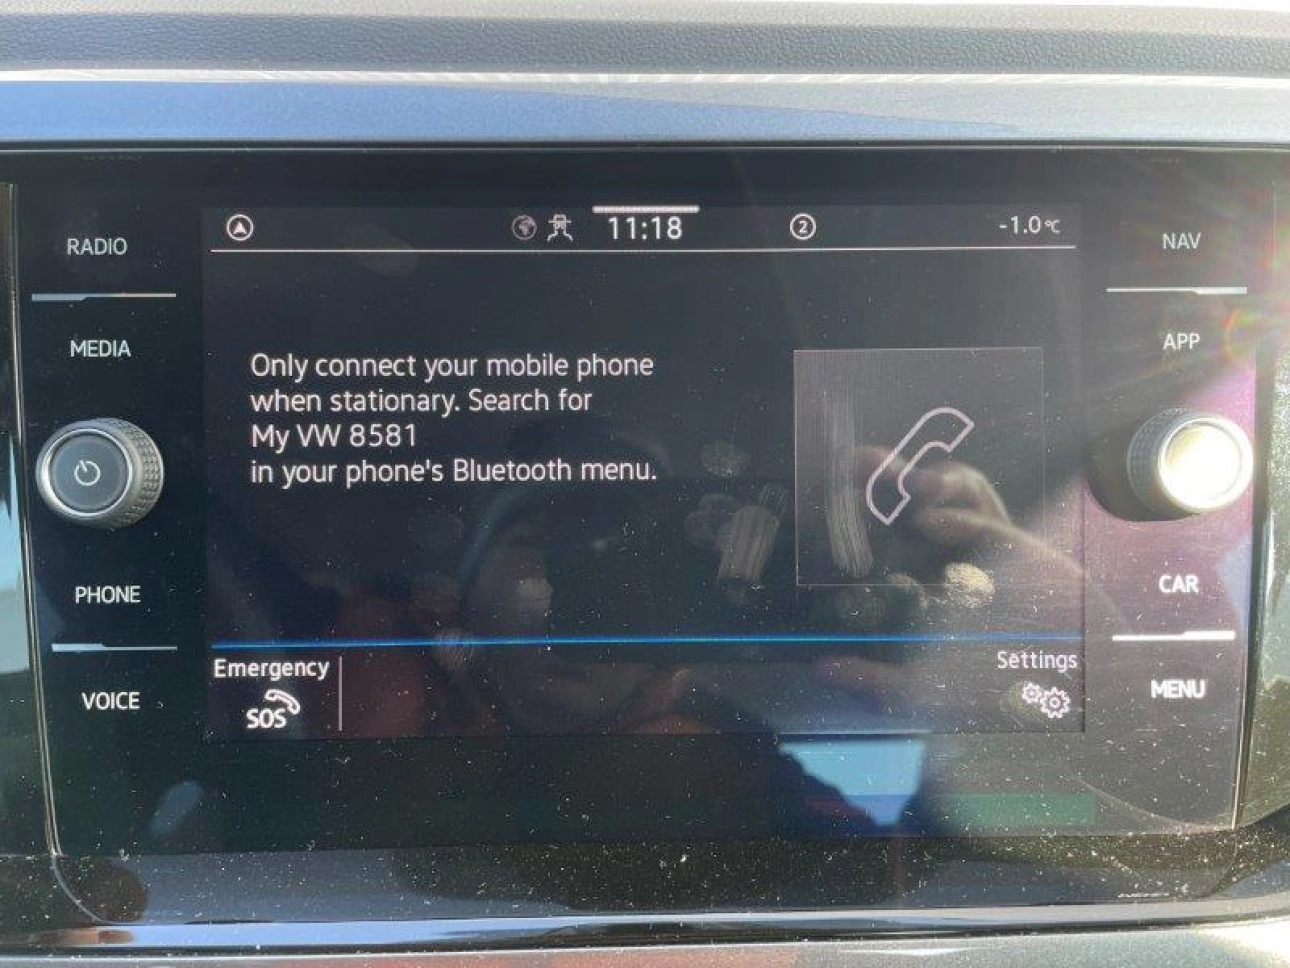 RADIO
MEDIA
PHONE
VOICE
11:18
2
-1.0°C
Only connect your mobile phone
when stationary. Search for
My VW 8581
in your phone's Bluetooth menu.
Emergency
SOS
Settings
NAV
APP
CAR
MENU